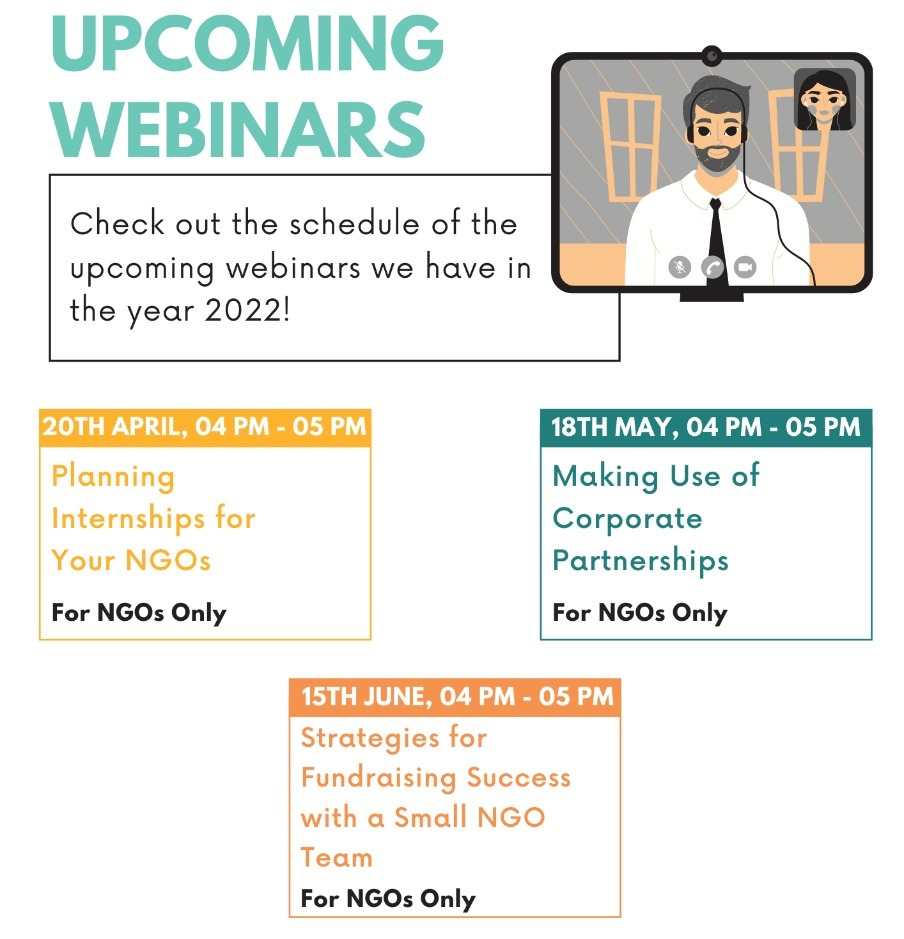 UPCOMING
WEBINARS
Check out the schedule of the
upcoming webinars we have in
the year 2022!
20TH APRIL, 04 PM - 05 PM
Planning
Internships for
Your NGOs
For NGOs Only
18TH MAY, 04 PM - 05 PM
Making Use of
Corporate
Partnerships
For NGOs Only
15TH JUNE, 04 PM - 05 PM
Strategies for
Fundraising Success
with a Small NGO
Team
For NGOs Only